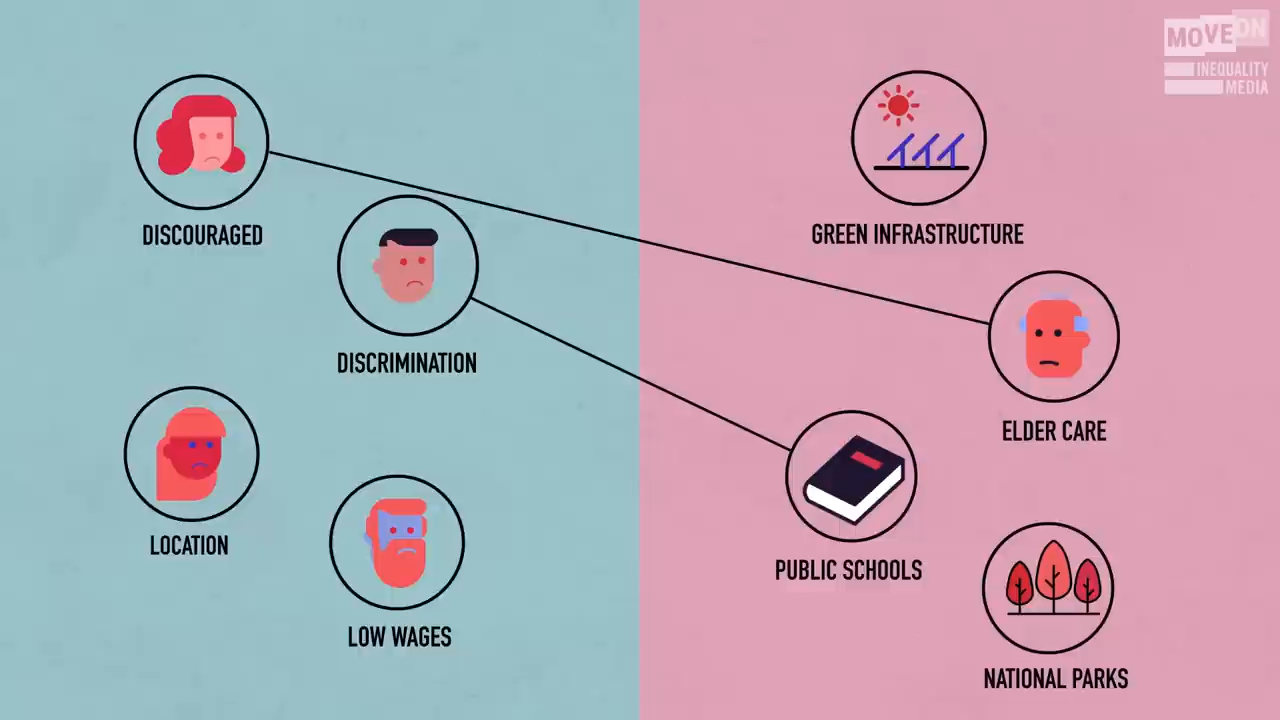 MOVEON
INEQUALITY
MEDIA
DISCOURAGED
GREEN INFRASTRUCTURE
DISCRIMINATION
ELDER CARE
LOCATION
PUBLIC SCHOOLS
LOW WAGES
NATIONAL PARKS